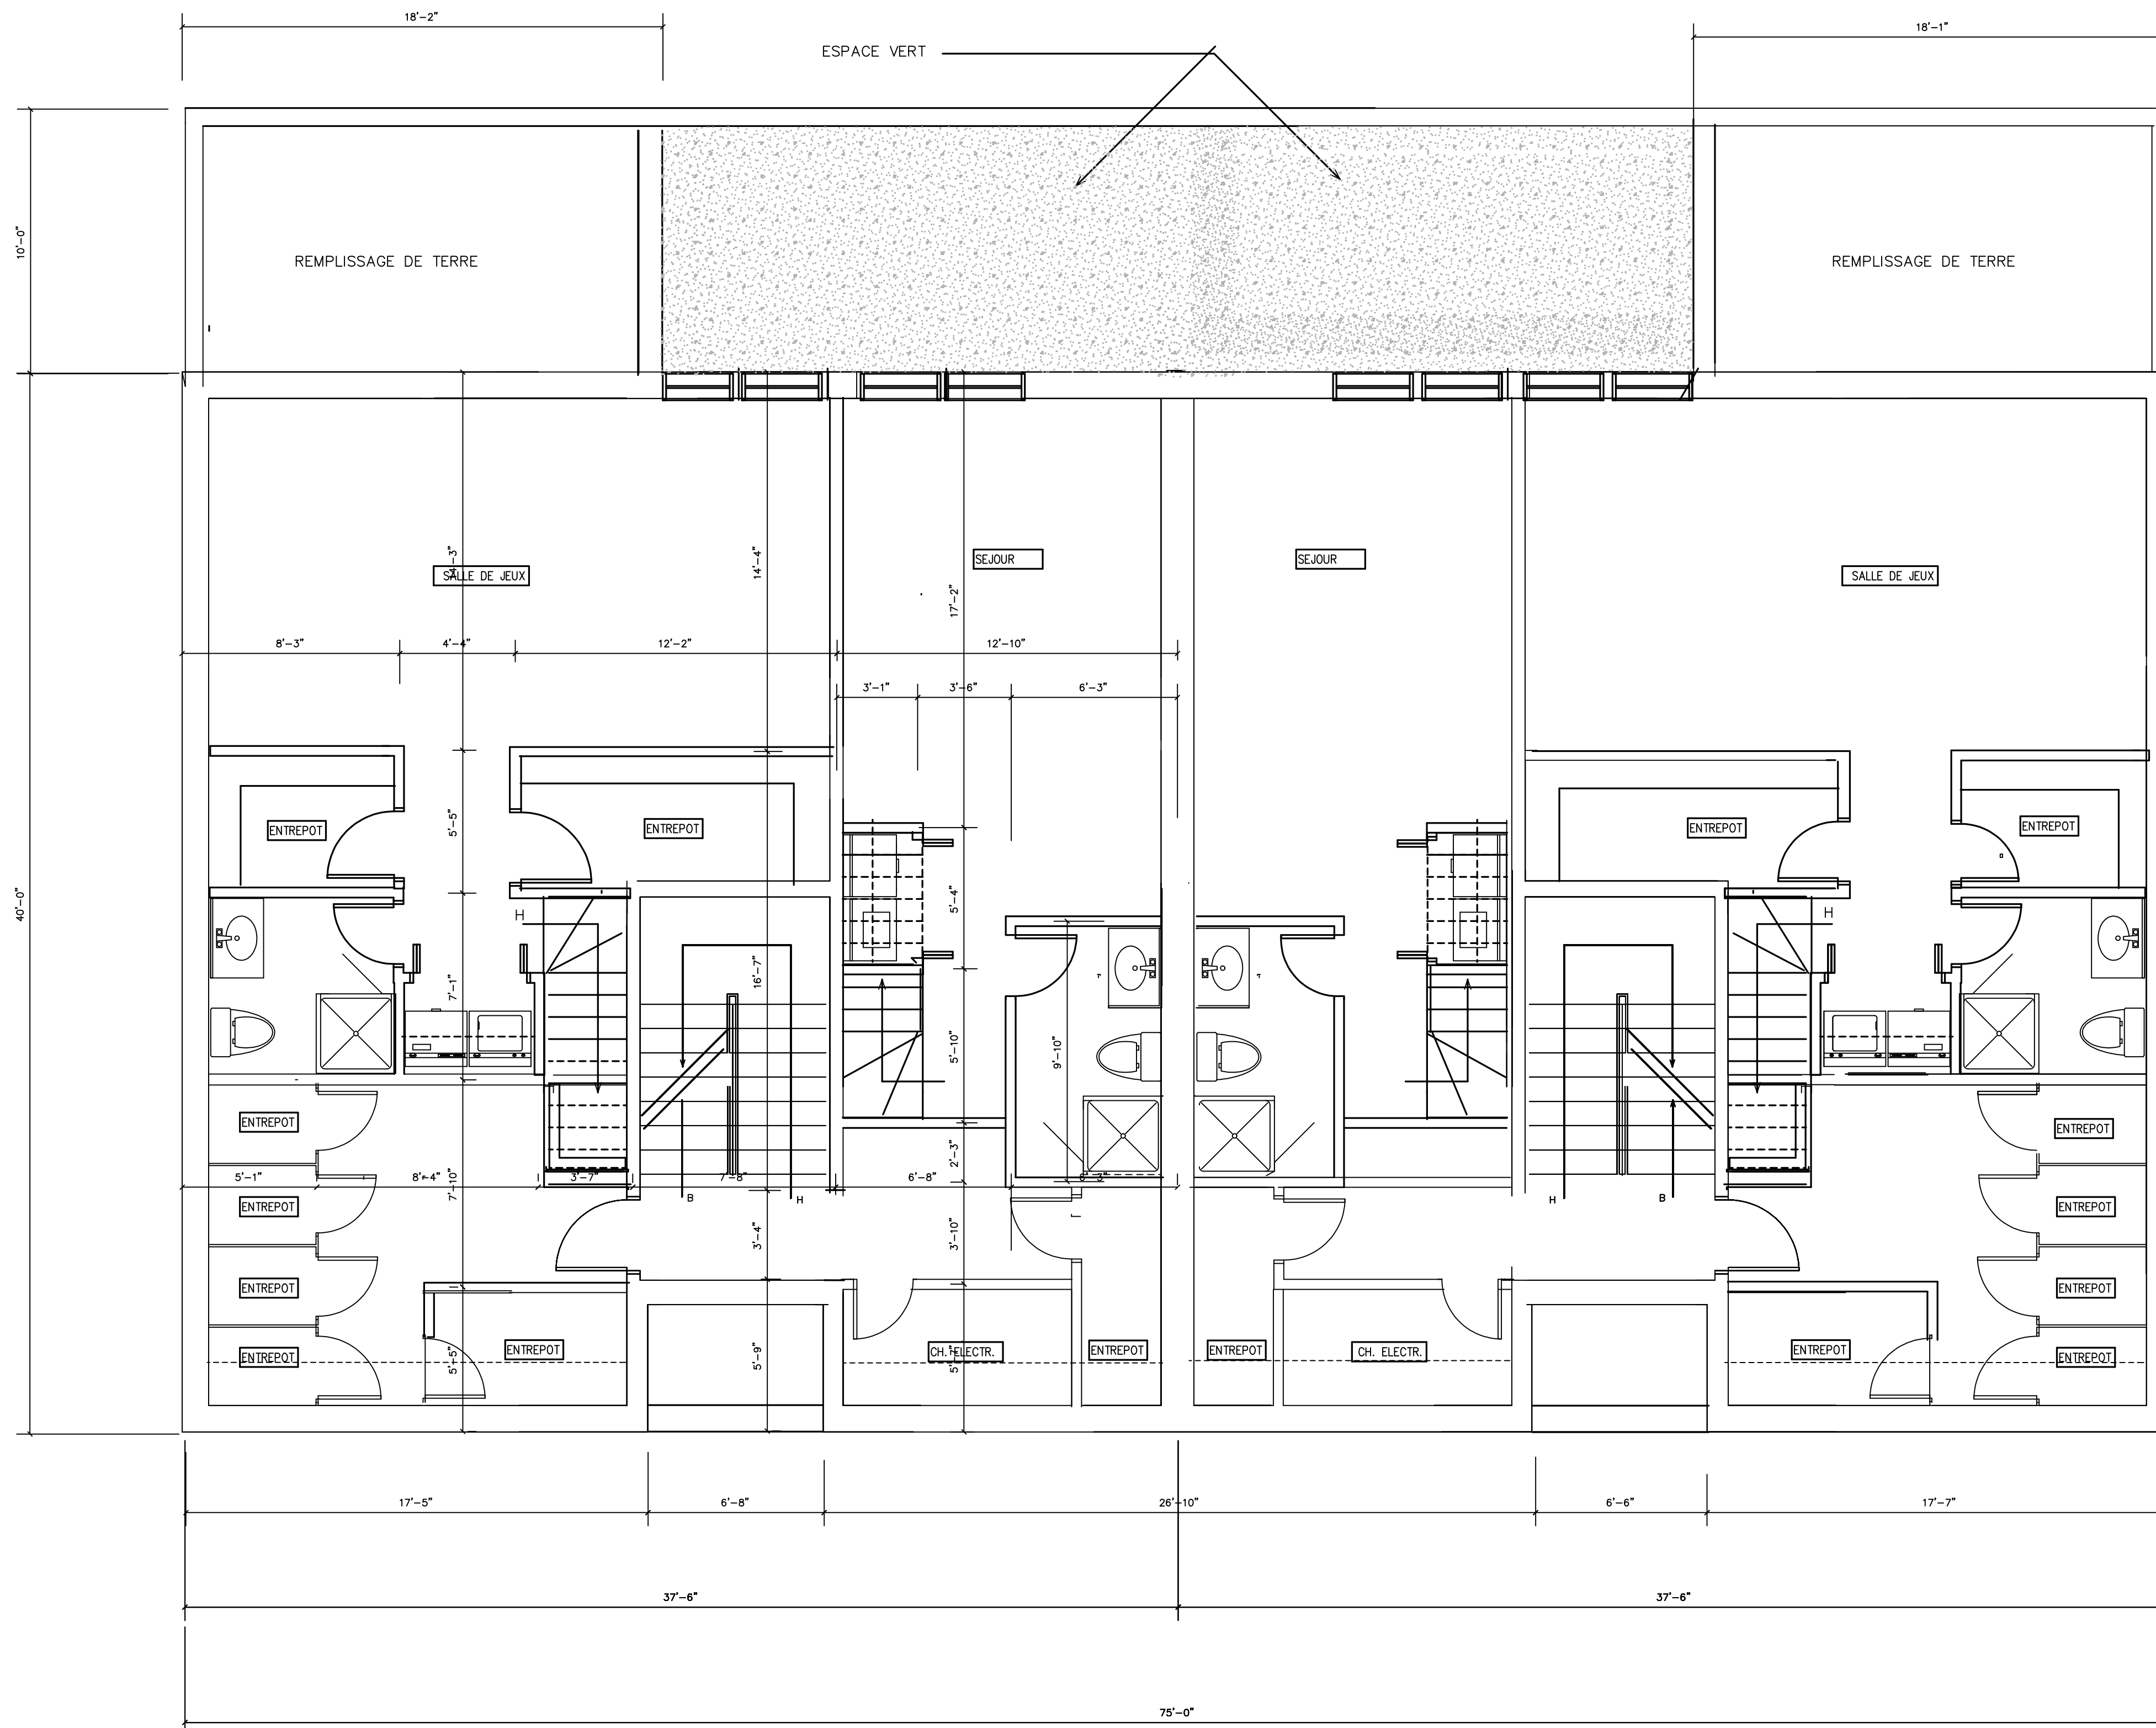 18'-2"
18'-1"
ESPACE VERT
10'-0"
REMPLISSAGE DE TERRE
REMPLISSAGE DE TERRE
SALLE DE JEUX
14'-4"
SEJOUR
SEJOUR
SALLE DE JEUX
17'-2"
8'-3"
4'-4"
12'-2"
12'-10"
3'-1"
3'-6"
6'-3"
ENTREPOT
5'-5"
ENTREPOT
ENTREPOT
ENTREPOT
40'-0"
5'-4"
H
H
7'-1"
16'-7"
5'-10"
9'-10"
ENTREPOT
ENTREPOT
2'-3"
5'-1"
8'-4"
3'-7"
7'-8"
6'-8"
7'-10"
B
H
H
B
ENTREPOT
ENTREPOT
3'-4"
3'-10"
ENTREPOT
ENTREPOT
ENTREPOT
ENTREPOT
5'-5"
5'-9"
CH. ELECTR.
ENTREPOT
ENTREPOT
CH. ELECTR.
ENTREPOT
ENTREPOT
17'-5"
6'-8"
26'-10"
6'-6"
17'-7"
37'-6"
37'-6"
75'-0"